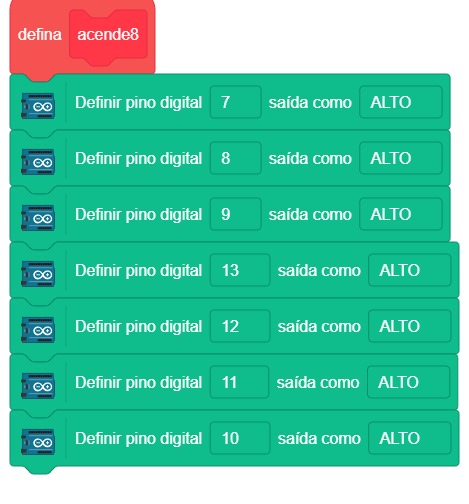 defina acende8
Definir pino digital 7 saída como ALTO
Definir pino digital 8 saída como ALTO
Definir pino digital 9 saída como ALTO
Definir pino digital 13 saída como ALTO
Definir pino digital 12 saída como ALTO
Definir pino digital 11 saída como ALTO
Definir pino digital 10 saída como ALTO